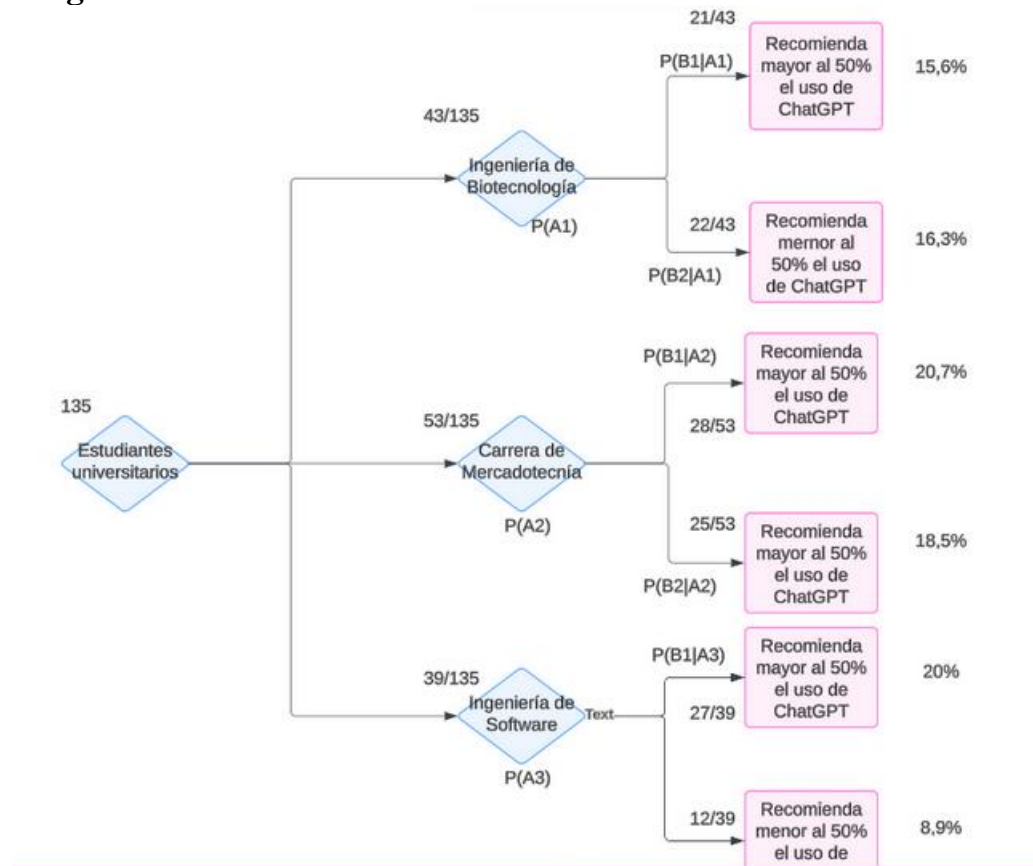 21/43
P(B1|A1)
Recomienda
mayor al 50%
el uso de
ChatGPT
15,6%
43/135
Ingeniería de
Biotecnología
P(A1)
22/43
P(B2|A1)
Recomienda
mernor al
50% el uso
de ChatGPT
16,3%
P(B1|A2)
Recomienda
mayor al 50%
el uso de
ChatGPT
20,7%
28/53
135
Estudiantes
universitarios
53/135
Carrera de
Mercadotecnía
P(A2)
25/53
P(B2|A2)
Recomienda
mayor al 50%
el uso de
ChatGPT
18,5%
39/135
Ingeniería de
Software
Text
P(A3)
P(B1|A3)
27/39
Recomienda
mayor al 50%
el uso de
ChatGPT
20%
12/39
Recomienda
menor al 50%
el uso de
8,9%